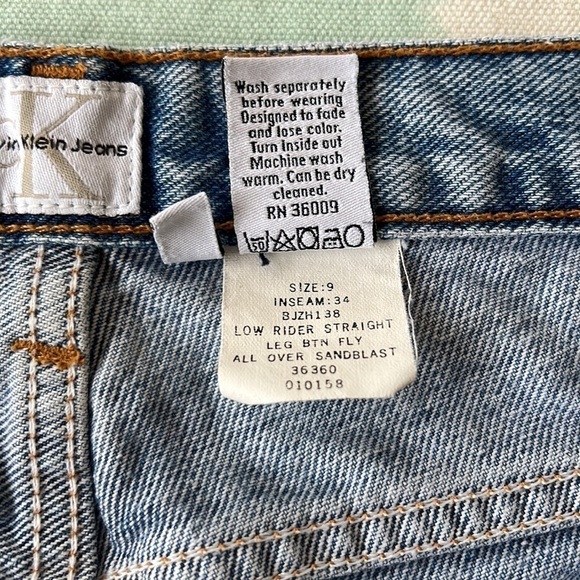 CK
Klein Jeans
Wash separately
before wearing
Designed to fade
and lose color.
Turn Inside out
Machine wash
warm. Can be dry
cleaned.
RN 36009
50 A
SIZE:9
INSEAM:34
BJZH138
LOW RIDER STRAIGHT
LEG BTN FLY
ALL OVER SANDBLAST
36360
010158